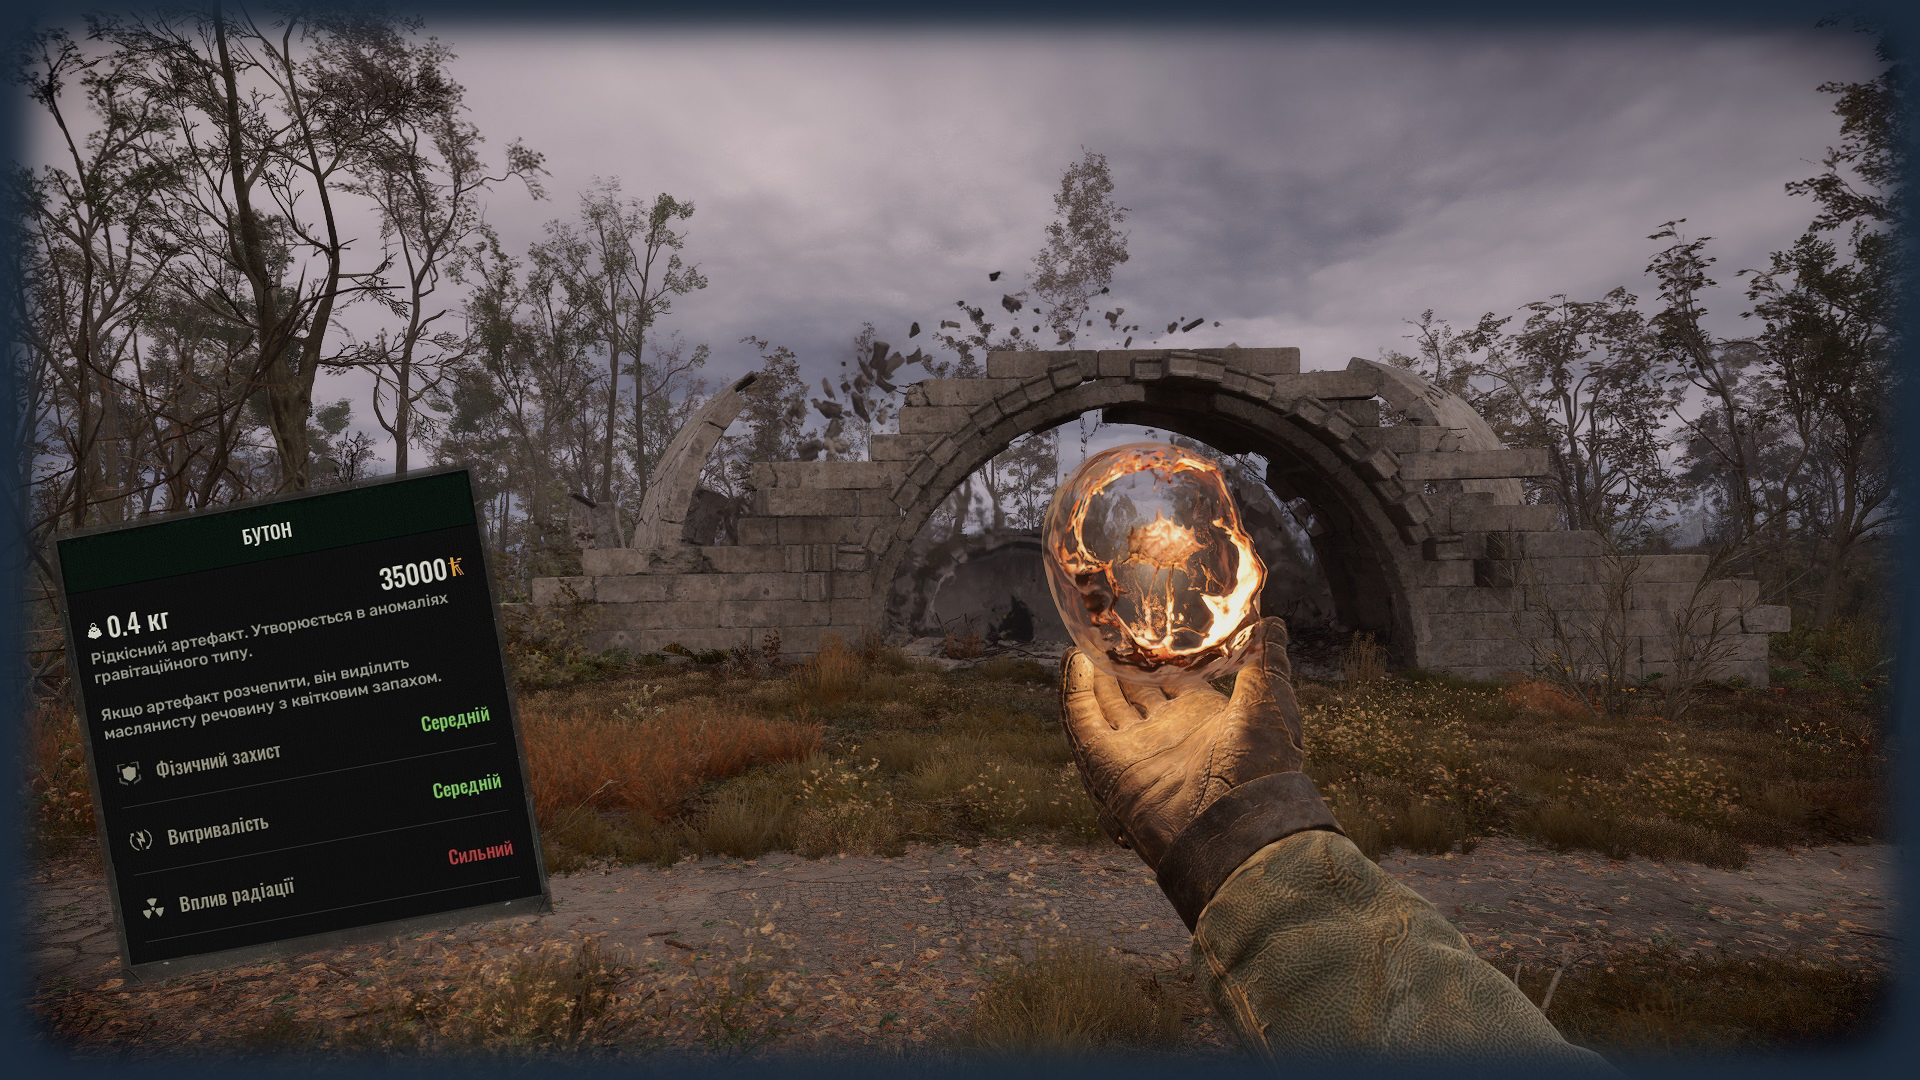 БУТОН
35000
0.4 кг
Рідкісний артефакт. Утворюється в аномаліях
гравітаційного типу.
Якщо артефакт розчепити, він виділить
маслянисту речовину з квітковим запахом.
Фізичний захист Середній
Витривалість Середній
Вплив радіації Сильний